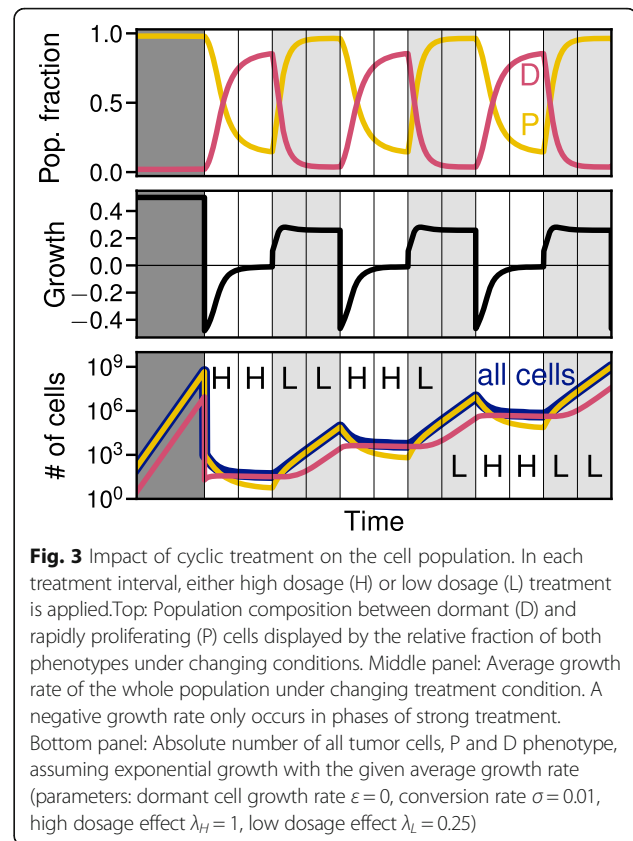 Pop. fraction
1.0
0.5
0.0
D
P
Growth
0.4
0.2
0.0
−0.2
−0.4
# of cells
10⁹
10⁶
10³
10⁰
H H L L H H L all cells
L H H L L
Time
Fig. 3 Impact of cyclic treatment on the cell population. In each
treatment interval, either high dosage (H) or low dosage (L) treatment
is applied.Top: Population composition between dormant (D) and
rapidly proliferating (P) cells displayed by the relative fraction of both
phenotypes under changing conditions. Middle panel: Average growth
rate of the whole population under changing treatment condition. A
negative growth rate only occurs in phases of strong treatment.
Bottom panel: Absolute number of all tumor cells, P and D phenotype,
assuming exponential growth with the given average growth rate
(parameters: dormant cell growth rate ε = 0, conversion rate σ = 0.01,
high dosage effect λH = 1, low dosage effect λL = 0.25)